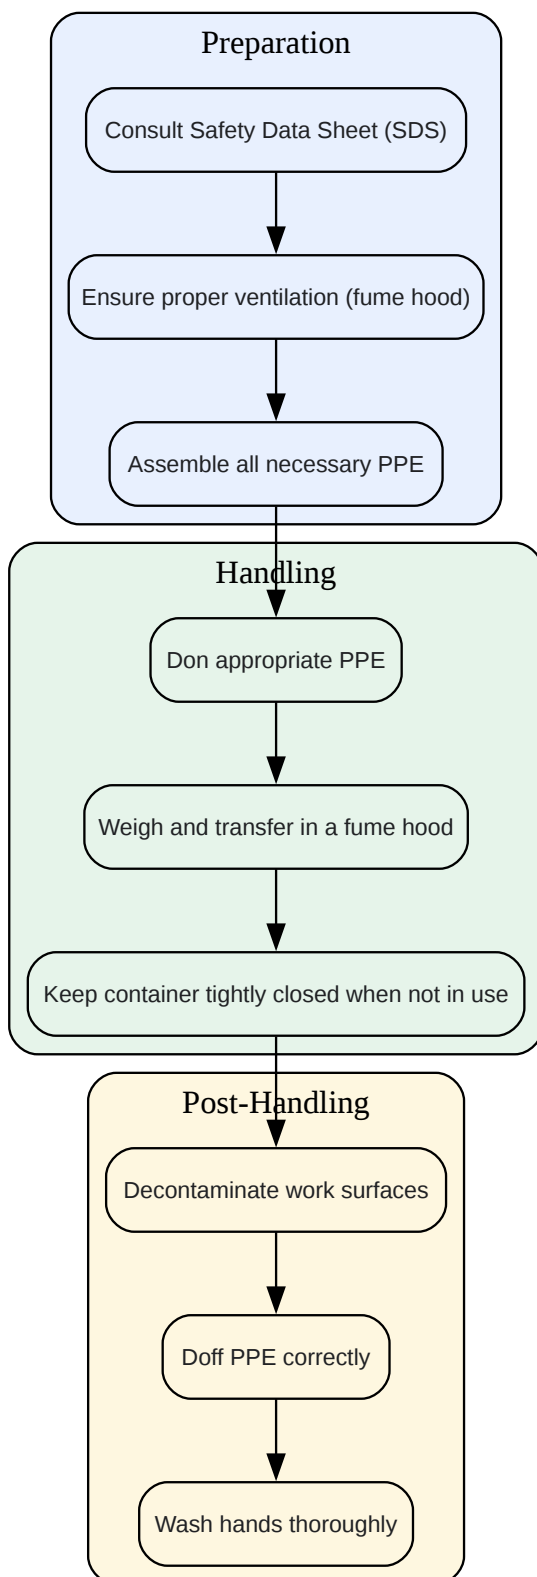 Preparation
Consult Safety Data Sheet (SDS)
Ensure proper ventilation (fume hood)
Assemble all necessary PPE
Handling
Don appropriate PPE
Weigh and transfer in a fume hood
Keep container tightly closed when not in use
Post-Handling
Decontaminate work surfaces
Doff PPE correctly
Wash hands thoroughly